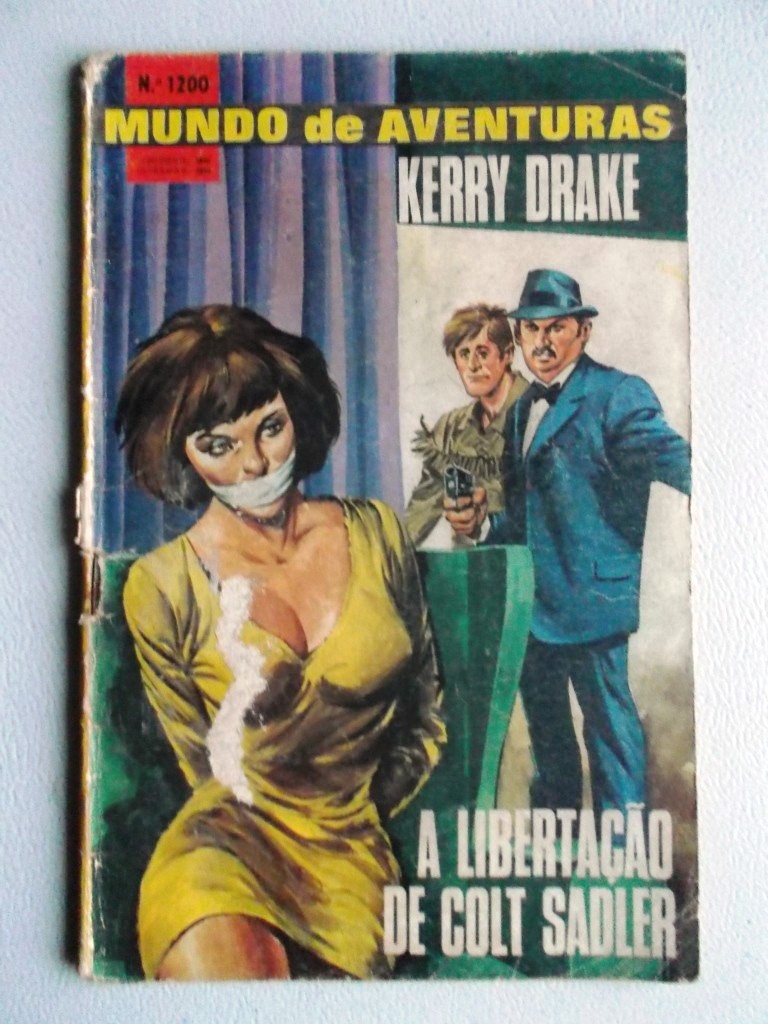 N.º 1200
MUNDO de AVENTURAS
KERRY DRAKE
A LIBERTAÇÃO
DE COLT SADLER